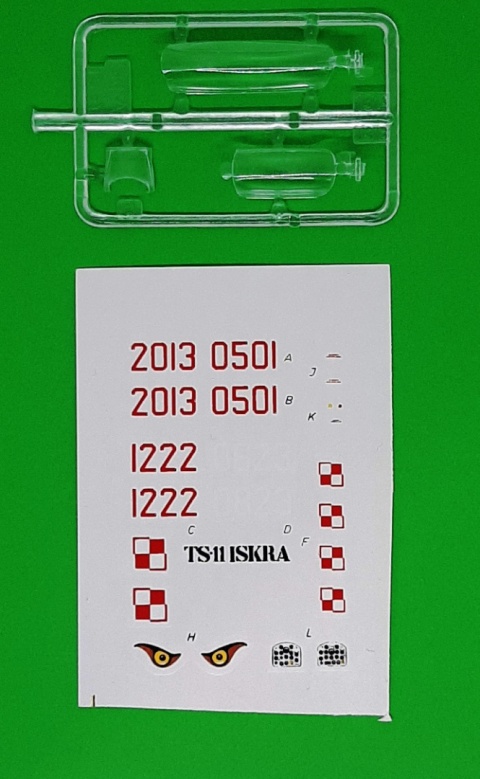 2013 0501 A
J
2013 0501 B
K
1222
1222
C D
F
TS-11 ISKRA
H L